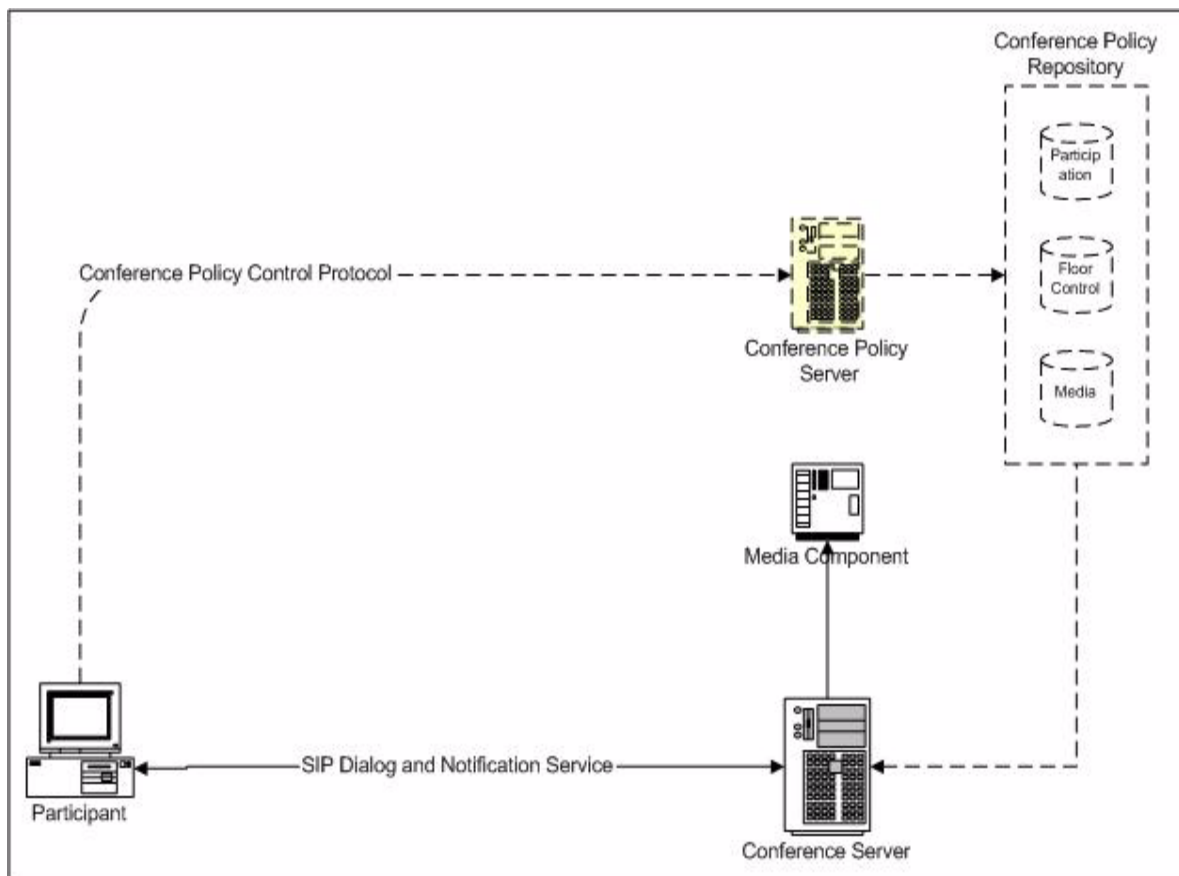 Conference Policy
Repository
Particip
ation
Conference Policy Control Protocol
Floor
Control
Conference Policy
Server
Media
Media Component
SIP Dialog and Notification Service
Participant
Conference Server